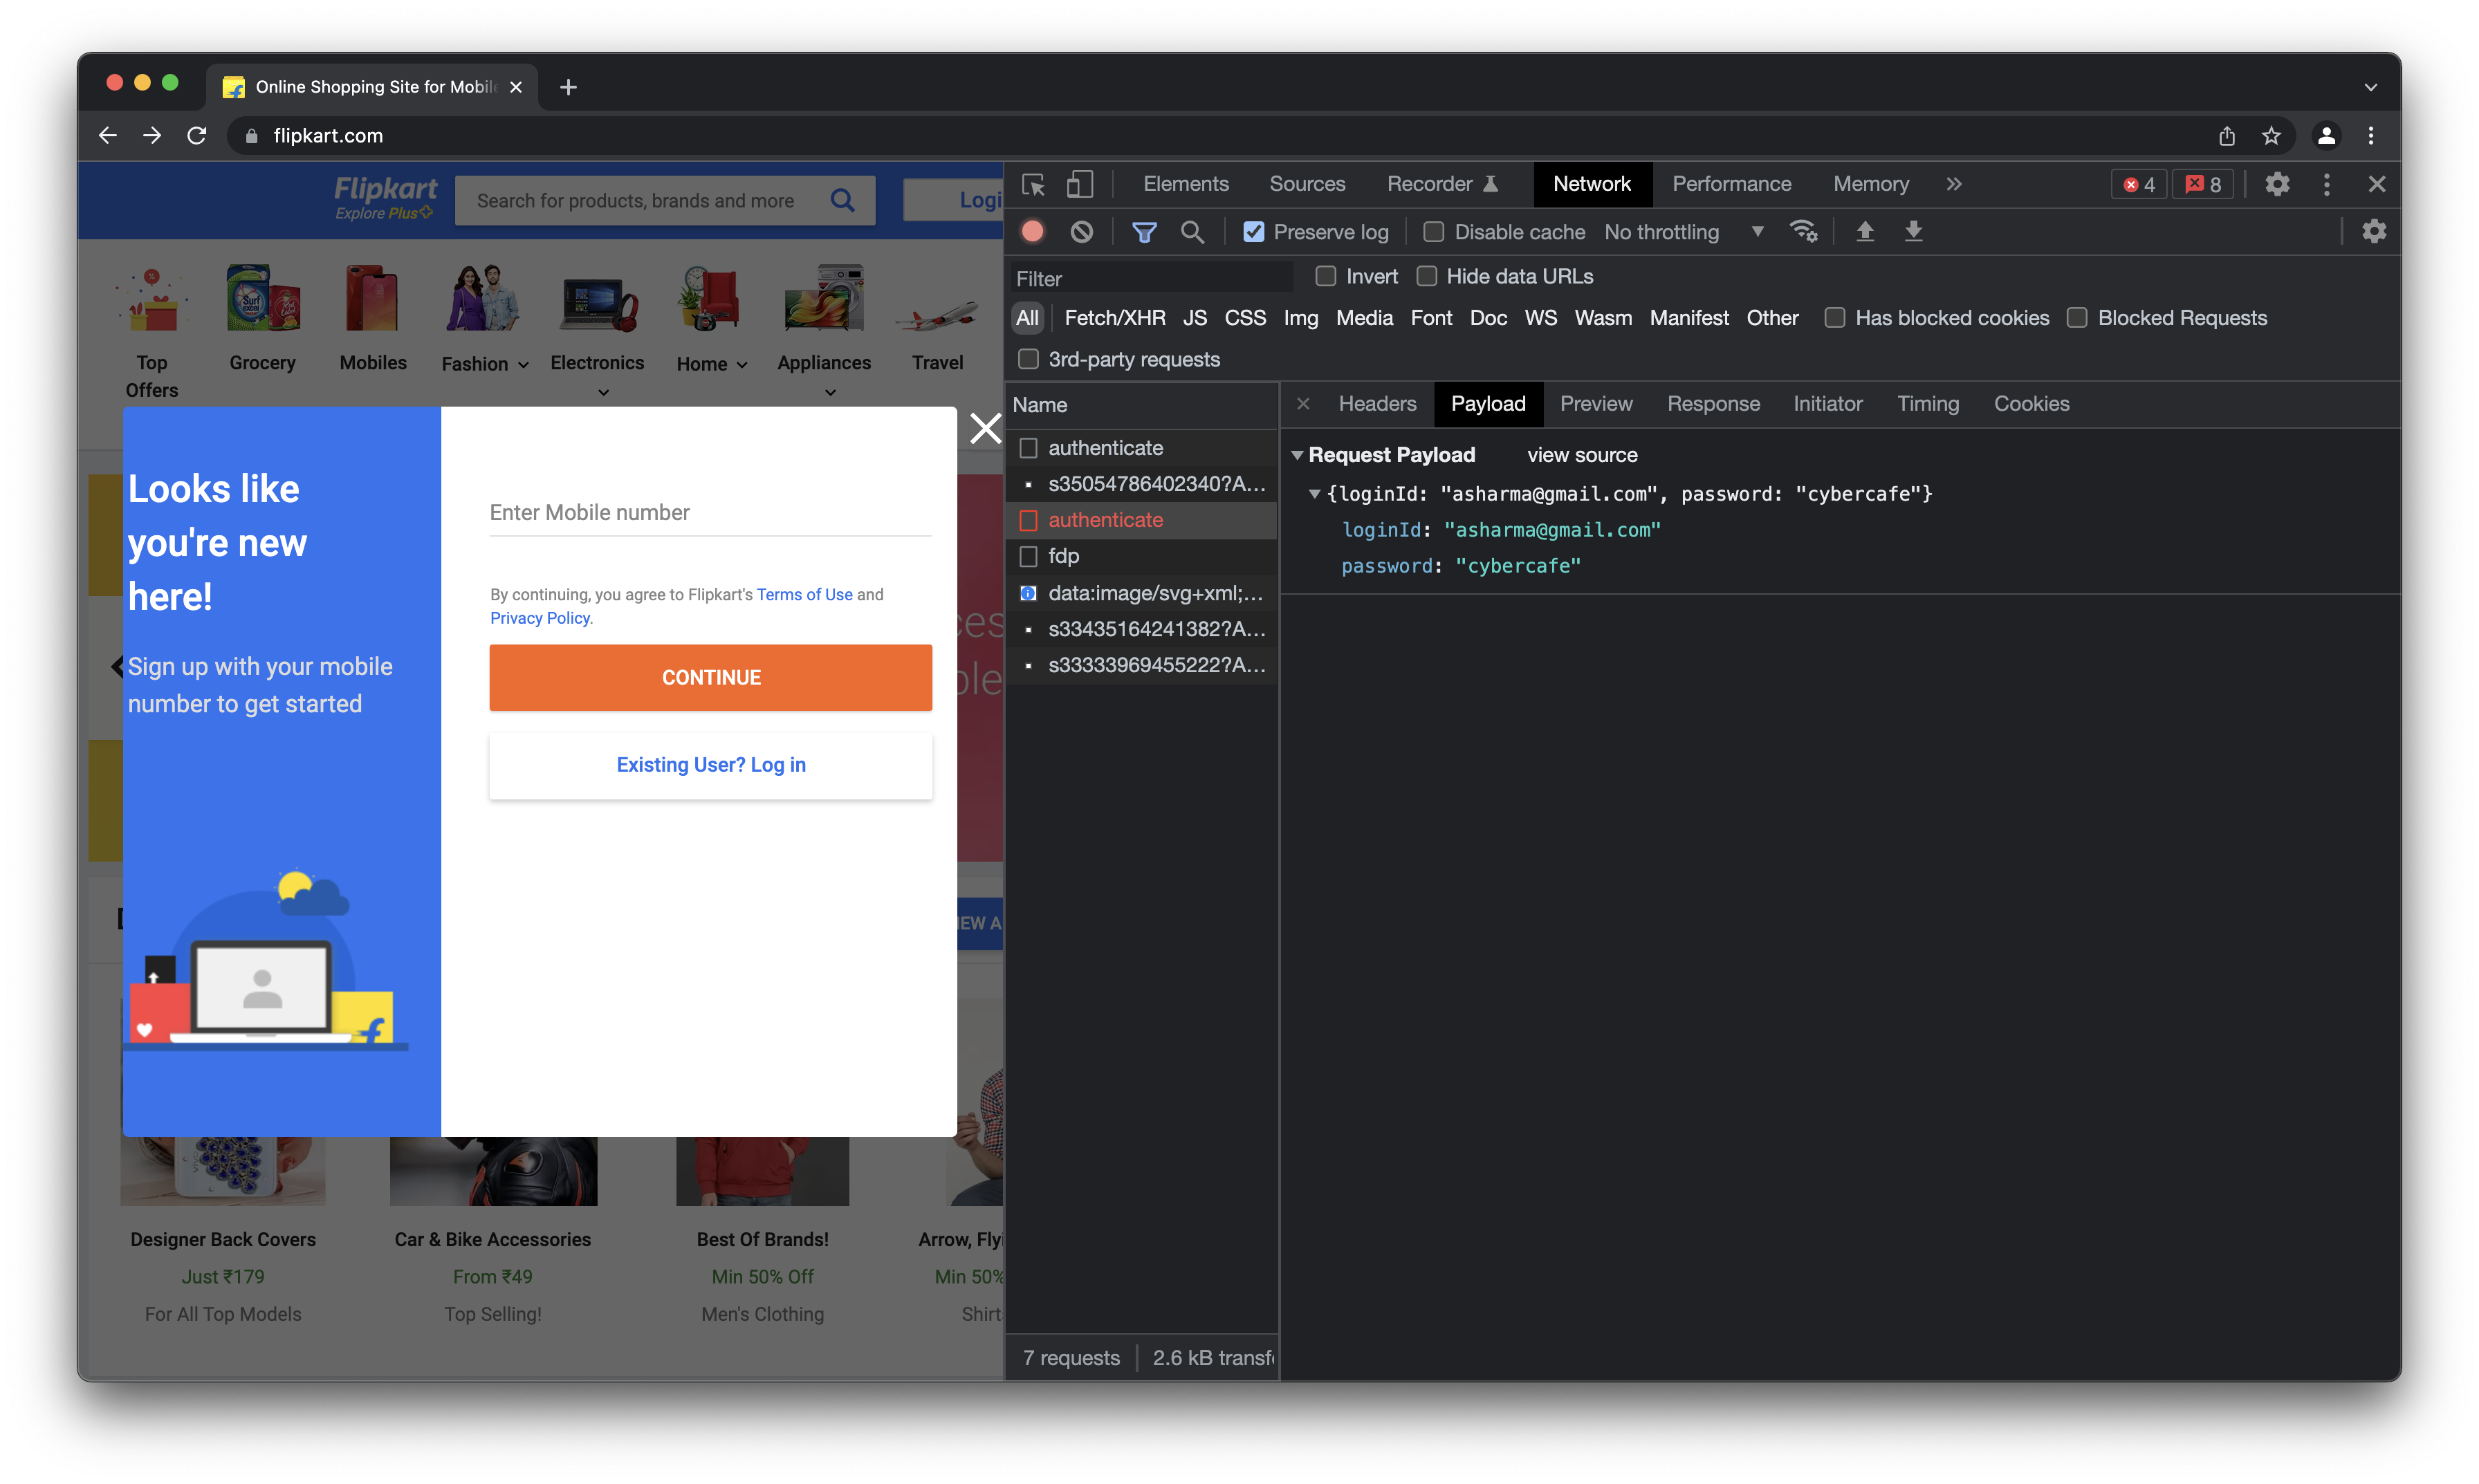 Online Shopping Site for Mobile
flipkart.com
Flipkart
Explore Plus
Search for products, brands and more
Logi
Top
Offers
Grocery
Mobiles
Fashion
Electronics
Home
Appliances
Travel
Looks like
you're new
here!
Sign up with your mobile
number to get started
Enter Mobile number
By continuing, you agree to Flipkart's Terms of Use and
Privacy Policy.
CONTINUE
Existing User? Log in
EW A
Designer Back Covers
Just ₹179
For All Top Models
Car & Bike Accessories
From ₹49
Top Selling!
Best Of Brands!
Min 50% Off
Men's Clothing
Arrow, Fly
Min 50%
Shirt
Elements
Sources
Recorder
Network
Performance
Memory
4
8
Preserve log
Disable cache
No throttling
Filter
Invert
Hide data URLs
All
Fetch/XHR
JS
CSS
Img
Media
Font
Doc
WS
Wasm
Manifest
Other
Has blocked cookies
Blocked Requests
3rd-party requests
Name
authenticate
s35054786402340?A...
authenticate
fdp
data:image/svg+xml;...
s33435164241382?A...
s33333969455222?A...
7 requests
2.6 kB transfe
Headers
Payload
Preview
Response
Initiator
Timing
Cookies
Request Payload
view source
{loginId: "asharma@gmail.com", password: "cybercafe"}
loginId: "asharma@gmail.com"
password: "cybercafe"